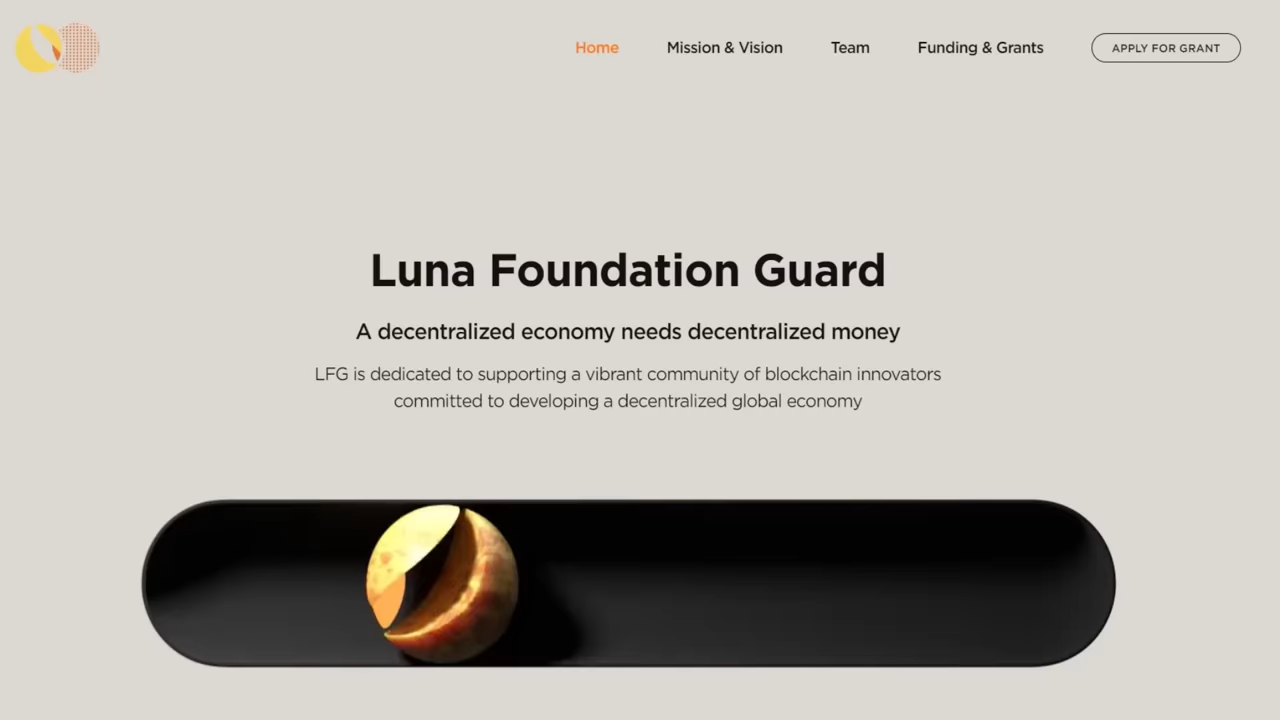 Home Mission & Vision Team Funding & Grants APPLY FOR GRANT
Luna Foundation Guard
A decentralized economy needs decentralized money
LFG is dedicated to supporting a vibrant community of blockchain innovators
committed to developing a decentralized global economy